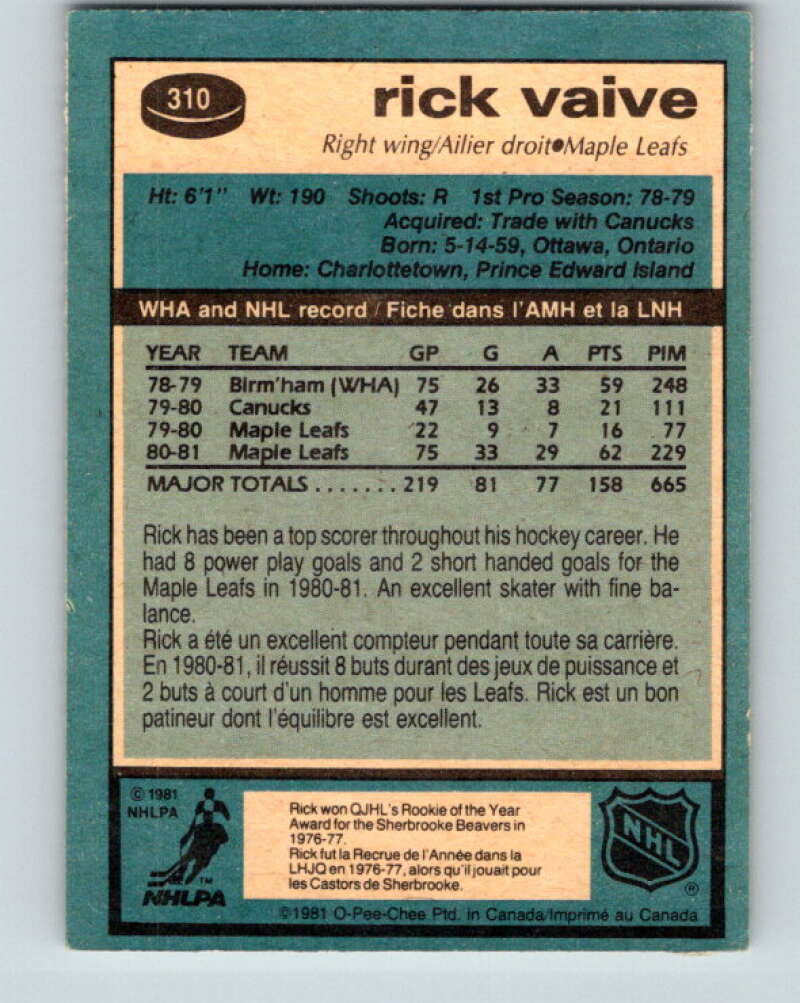 310
rick vaive
Right wing/Ailier droit●Maple Leafs
Ht: 6'1" Wt: 190 Shoots: R 1st Pro Season: 78-79
Acquired: Trade with Canucks
Born: 5-14-59, Ottawa, Ontario
Home: Charlottetown, Prince Edward Island
WHA and NHL record / Fiche dans l'AMH et la LNH
YEAR TEAM GP G A PTS PIM
78-79 Birm'ham (WHA) 75 26 33 59 248
79-80 Canucks 47 13 8 21 111
79-80 Maple Leafs 22 9 7 16 77
80-81 Maple Leafs 75 33 29 62 229
MAJOR TOTALS ....... 219 81 77 158 665
Rick has been a top scorer throughout his hockey career. He
had 8 power play goals and 2 short handed goals for the
Maple Leafs in 1980-81. An excellent skater with fine ba-
lance.
Rick a été un excellent compteur pendant toute sa carrière.
En 1980-81, il réussit 8 buts durant des jeux de puissance et
2 buts à court d'un homme pour les Leafs. Rick est un bon
patineur dont l'équilibre est excellent.
© 1981
NHLPA
TM
NHLPA
Rick won QJHL's Rookie of the Year
Award for the Sherbrooke Beavers in
1976-77.
Rick fut la Recrue de l'Année dans la
LHJQ en 1976-77, alors qu'il jouait pour
les Castors de Sherbrooke.
NHL
®
©1981 O-Pee-Chee Ptd. in Canada/Imprimé au Canada